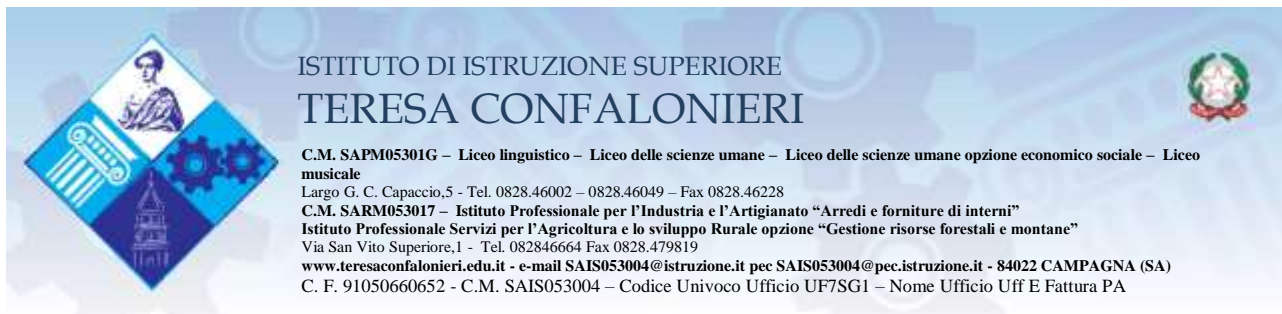 ISTITUTO DI ISTRUZIONE SUPERIORE
TERESA CONFALONIERI
C.M. SAPM05301G – Liceo linguistico – Liceo delle scienze umane – Liceo delle scienze umane opzione economico sociale – Liceo
musicale
Largo G. C. Capaccio,5 - Tel. 0828.46002 – 0828.46049 – Fax 0828.46228
C.M. SARM053017 – Istituto Professionale per l’Industria e l’Artigianato “Arredi e forniture di interni”
Istituto Professionale Servizi per l’Agricoltura e lo sviluppo Rurale opzione “Gestione risorse forestali e montane”
Via San Vito Superiore,1 - Tel. 082846664 Fax 0828.479819
www.teresaconfalonieri.edu.it - e-mail SAIS053004@istruzione.it pec SAIS053004@pec.istruzione.it - 84022 CAMPAGNA (SA)
C. F. 91050660652 - C.M. SAIS053004 – Codice Univoco Ufficio UF7SG1 – Nome Ufficio Uff E Fattura PA